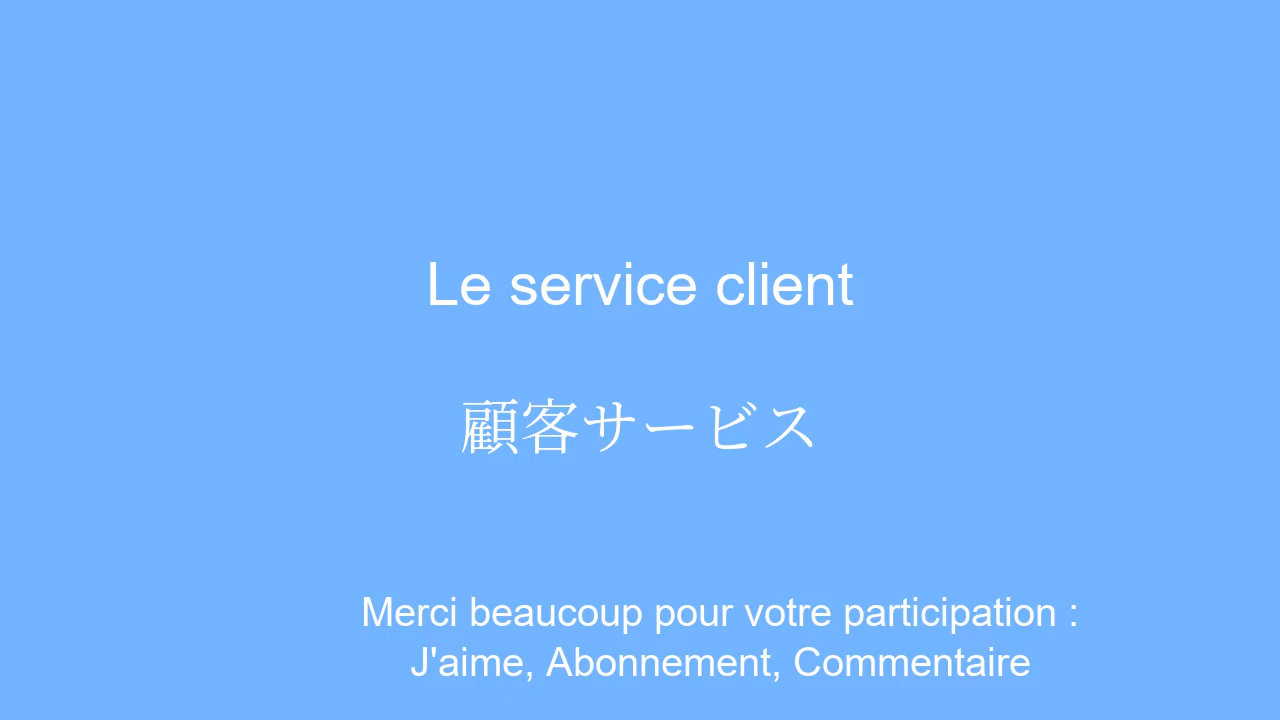 Le service client
顧客サービス
Merci beaucoup pour votre participation :
J'aime, Abonnement, Commentaire